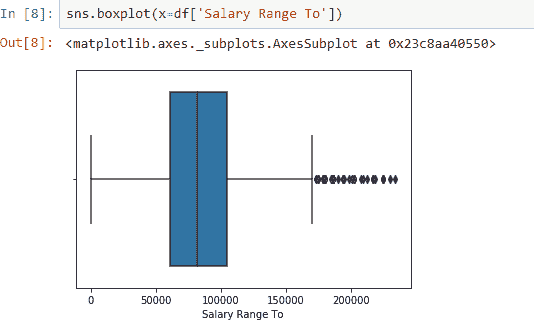 In [8]: sns.boxplot(x=df['Salary Range To'])
Out[8]: <matplotlib.axes._subplots.AxesSubplot at 0x23c8aa40550>
0 50000 100000 150000 200000
Salary Range To